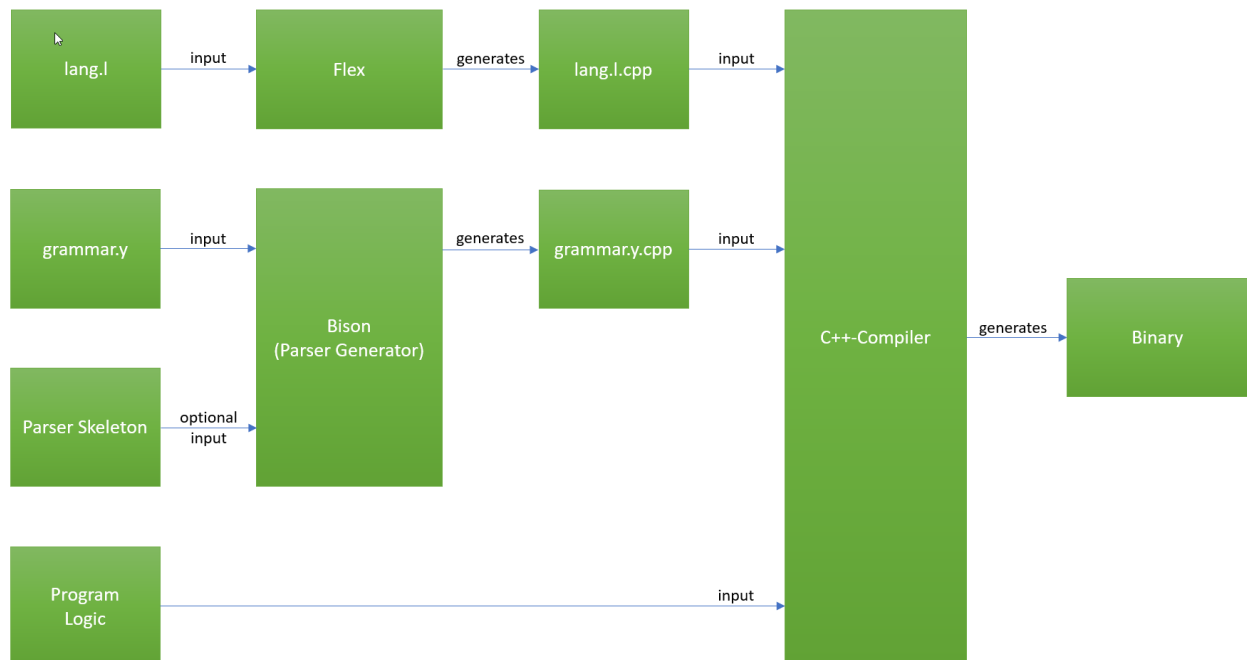 lang.l
input
Flex
generates
lang.l.cpp
input
grammar.y
input
Bison
(Parser Generator)
generates
grammar.y.cpp
input
C++-Compiler
generates
Binary
Parser Skeleton
optional
input
Program
Logic
input